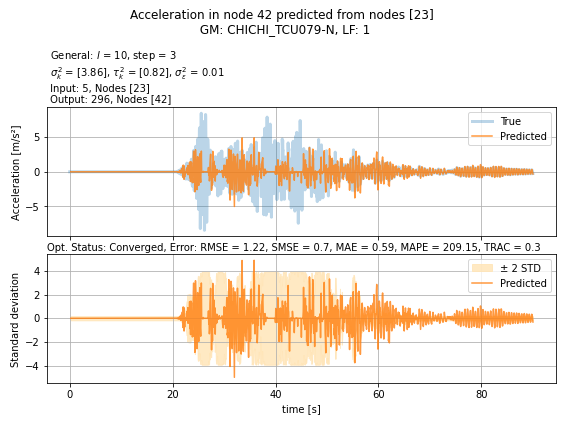 Acceleration in node 42 predicted from nodes [23]
GM: CHICHI_TCU079-N, LF: 1
General: l = 10, step = 3
σ²ₖ = [3.86], τ²ₖ = [0.82], σ²ε = 0.01
Input: 5, Nodes [23]
Output: 296, Nodes [42]
Acceleration [m/s²]
5
0
−5
True
Predicted
Opt. Status: Converged, Error: RMSE = 1.22, SMSE = 0.7, MAE = 0.59, MAPE = 209.15, TRAC = 0.3
Standard deviation
4
2
0
−2
−4
± 2 STD
Predicted
0 20 40 60 80
time [s]